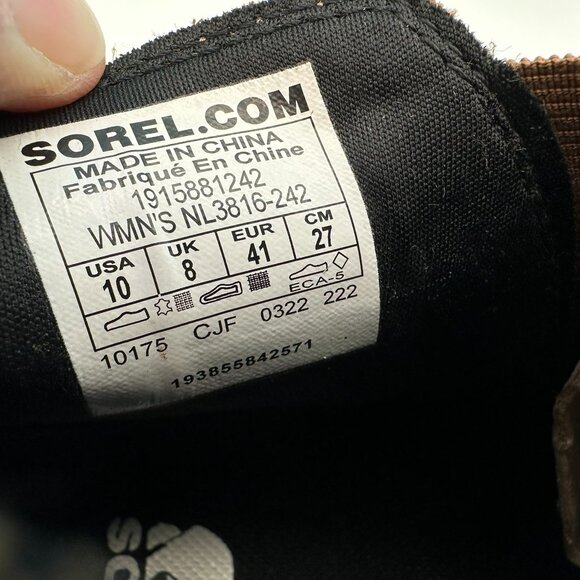 SOREL.COM
MADE IN CHINA
Fabriqué En Chine
1915881242
WMN'S NL3816-242
USA UK EUR CM
10 8 41 27
ECA-5
10175 CJF 0322 222
193855842571
SO